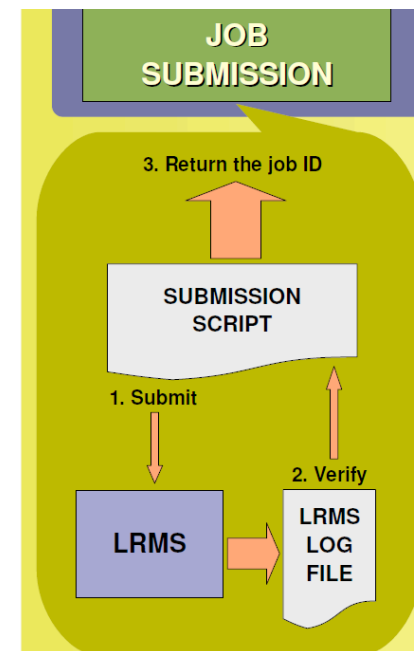 JOB
SUBMISSION
3. Return the job ID
SUBMISSION
SCRIPT
1. Submit
2. Verify
LRMS
LRMS
LOG
FILE